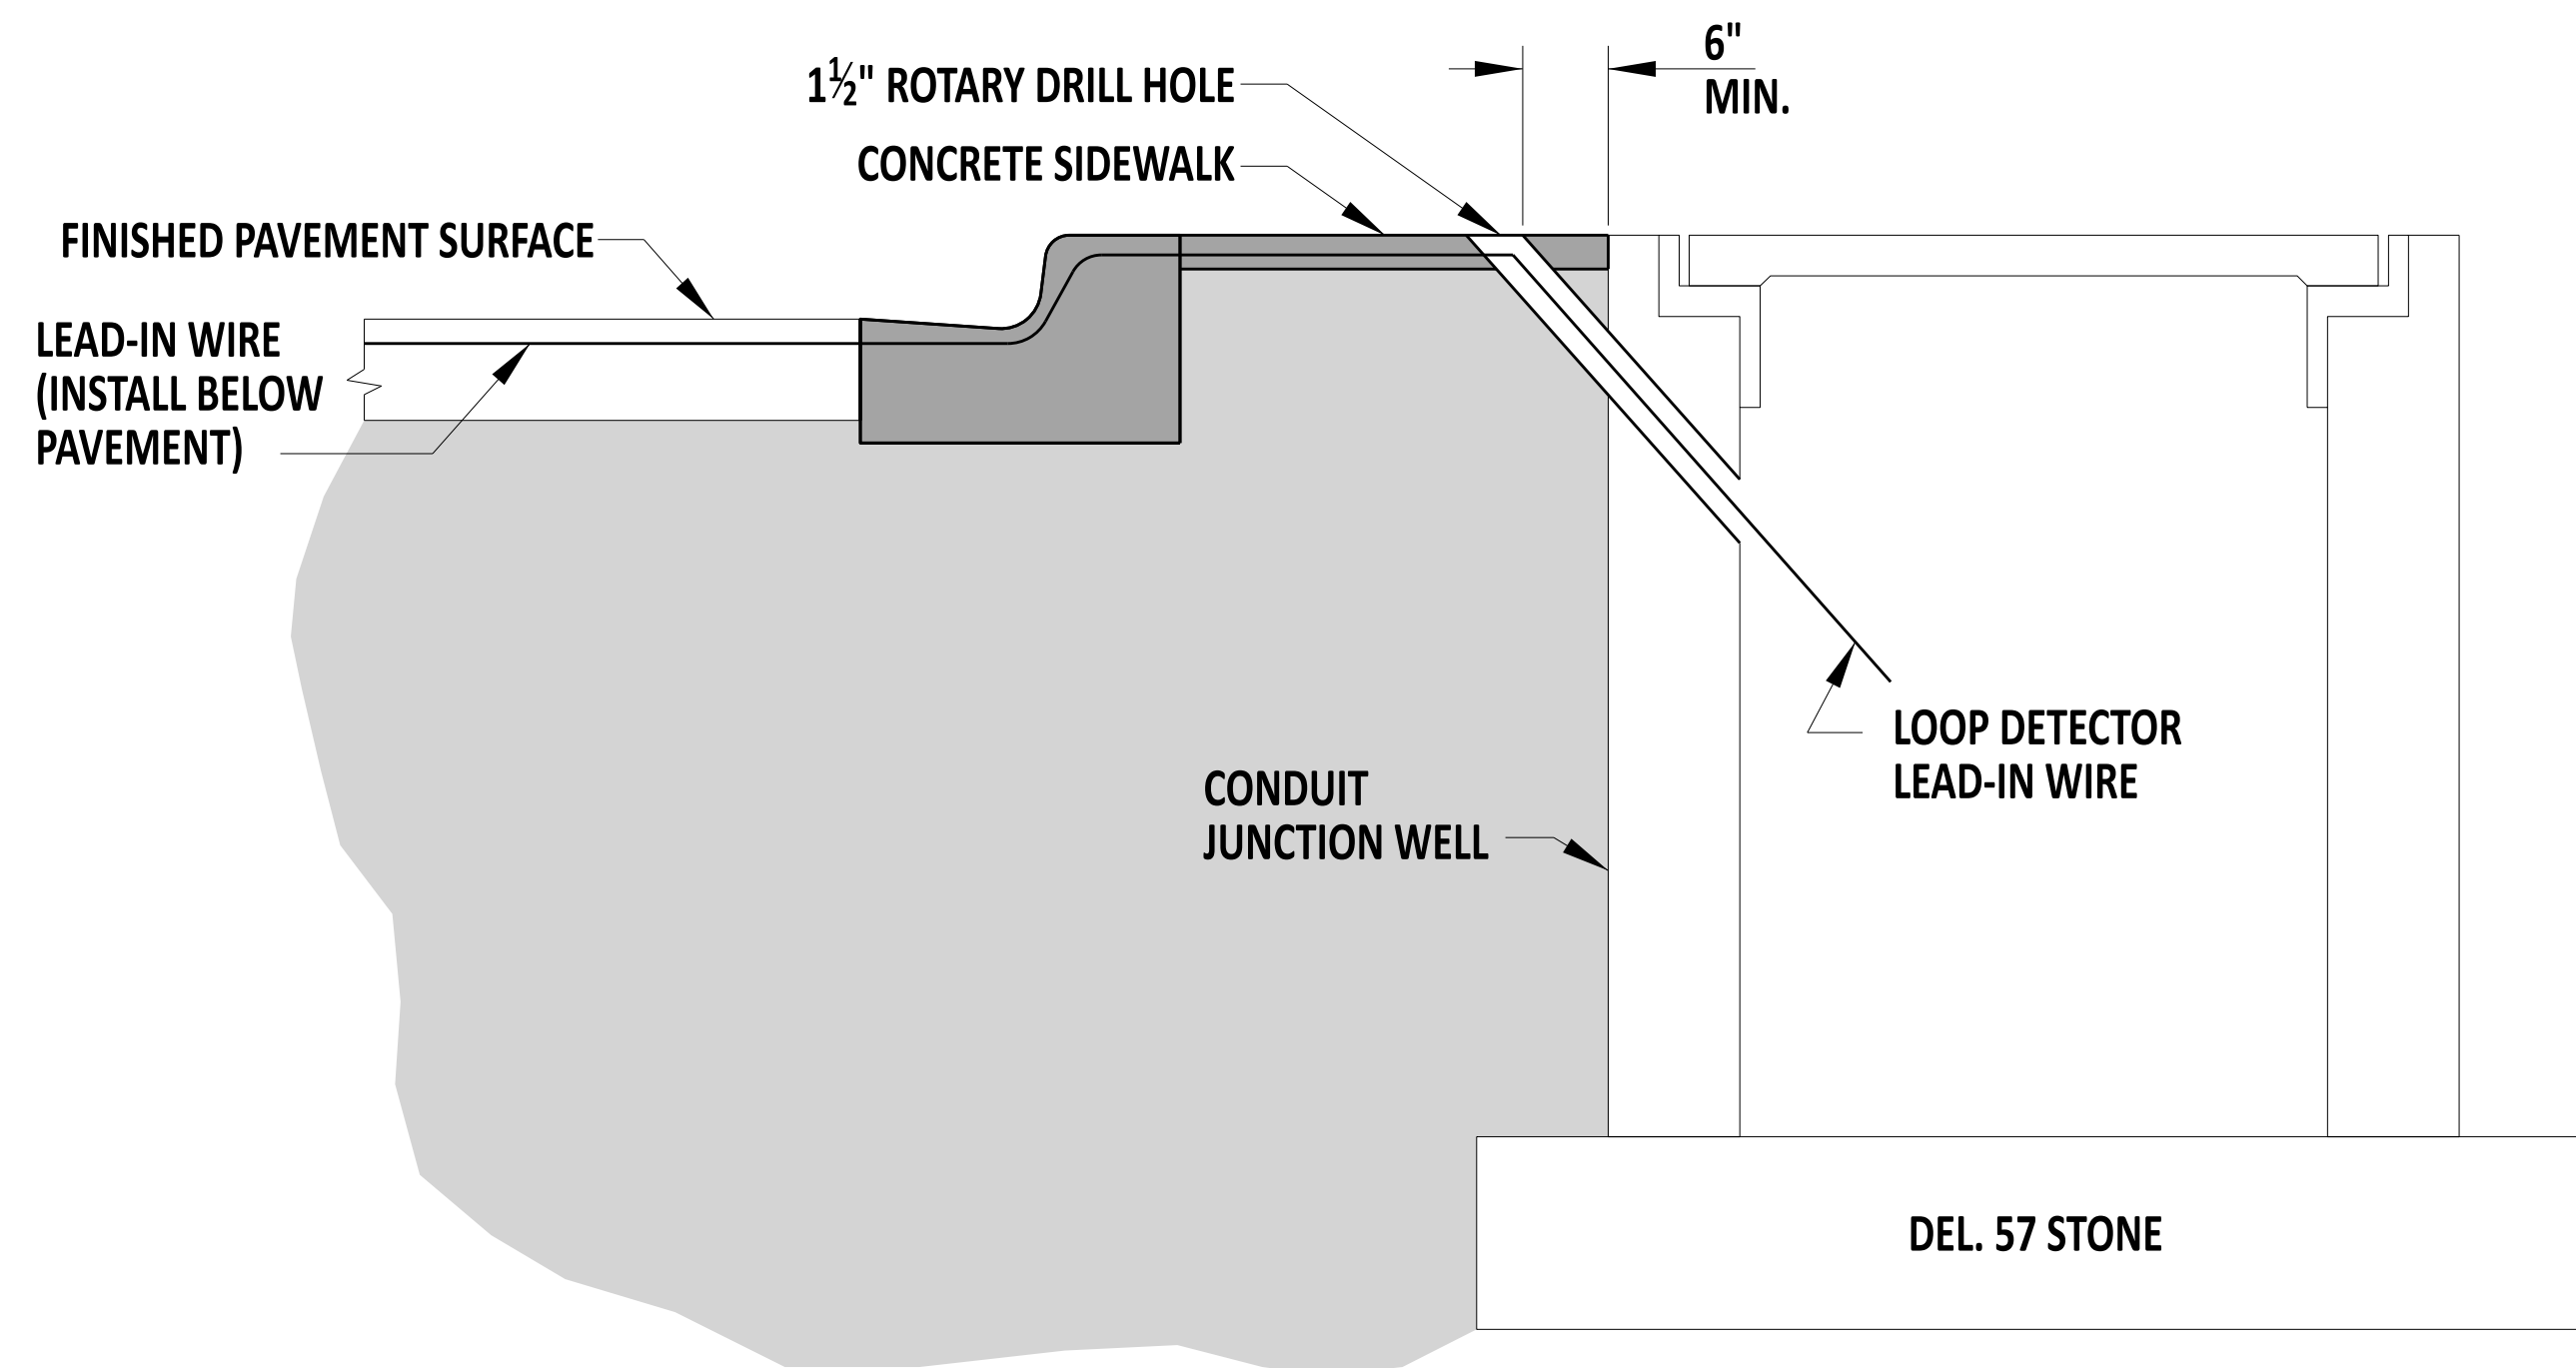 6"
MIN.
1½" ROTARY DRILL HOLE
CONCRETE SIDEWALK
FINISHED PAVEMENT SURFACE
LEAD-IN WIRE
(INSTALL BELOW
PAVEMENT)
LOOP DETECTOR
LEAD-IN WIRE
CONDUIT
JUNCTION WELL
DEL. 57 STONE